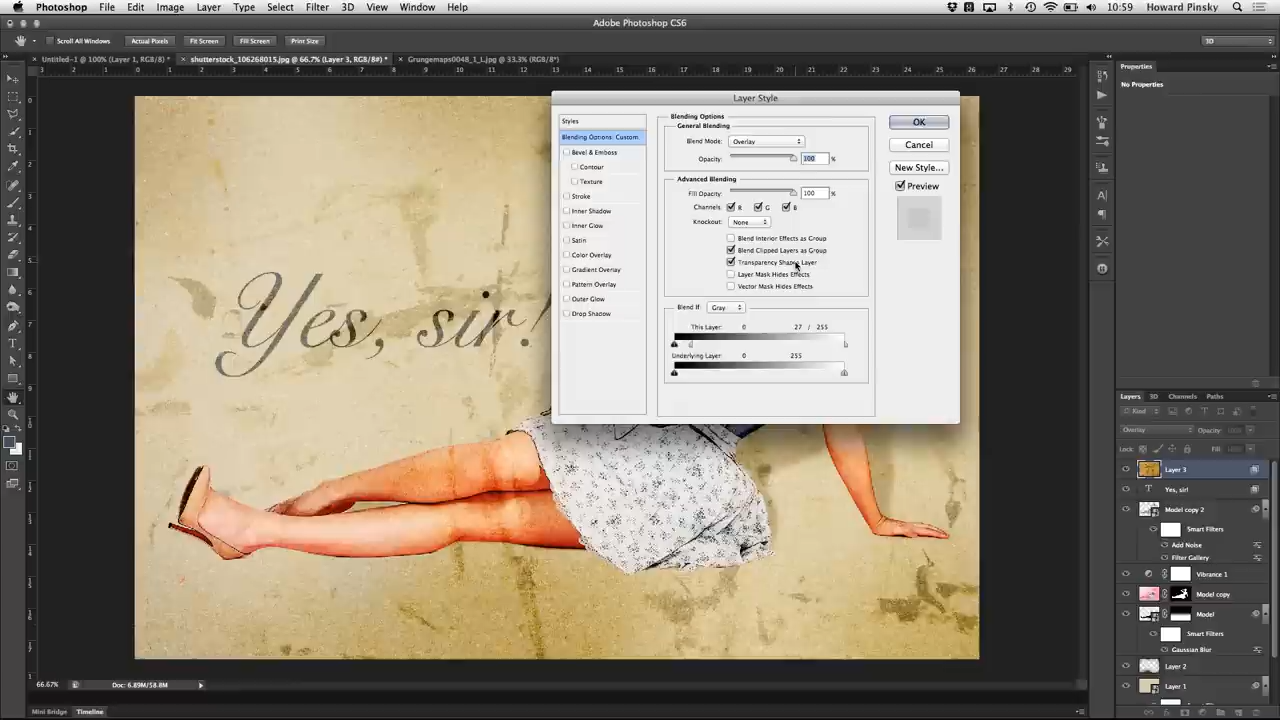 Photoshop File Edit Image Layer Type Select Filter 3D View Window Help 10:59 Howard Pinsky
Adobe Photoshop CS6
Scroll All Windows Actual Pixels Fit Screen Fill Screen Print Size 3D
Untitled-1 @ 100% (Layer 1, RGB/8) * shutterstock_106268015.jpg @ 66.7% (Layer 3, RGB/8#) * Grungemaps0048_1_L.jpg @ 33.3% (RGB/8*)
Properties
No Properties
Layer Style
Styles
Blending Options: Custom
Bevel & Emboss
Contour
Texture
Stroke
Inner Shadow
Inner Glow
Satin
Color Overlay
Gradient Overlay
Pattern Overlay
Outer Glow
Drop Shadow
Blending Options
General Blending
Blend Mode: Overlay
Opacity: 100 %
Advanced Blending
Fill Opacity: 100 %
Channels: R G B
Knockout: None
Blend Interior Effects as Group
Blend Clipped Layers as Group
Transparency Shapes Layer
Layer Mask Hides Effects
Vector Mask Hides Effects
Blend If: Gray
This Layer: 0 27 / 255
Underlying Layer: 0 255
OK
Cancel
New Style...
Preview
Yes, sir!
Layers 3D Channels Paths
Kind
Overlay Opacity:
Lock: Fill:
Layer 3
Yes, sir!
Model copy 2
Smart Filters
Add Noise
Filter Gallery
Vibrance 1
Model copy
Model
Smart Filters
Gaussian Blur
Layer 2
Layer 1
66.67% Doc: 6.89M/58.8M
Mini Bridge Timeline